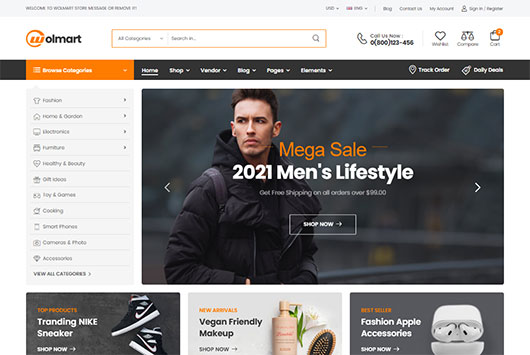 WELCOME TO WOLMART STORE MESSAGE OR REMOVE IT!
USD
ENG
Blog
Contact Us
My Account
Sign in / Register
Wolmart
All Categories
Search in...
Call Us Now :
0(800)123-456
Wishlist
Compare
0
Cart
Browse Categories
Home
Shop
Vendor
Blog
Pages
Elements
Track Order
Daily Deals
Fashion
Home & Garden
Electronics
Furniture
Healthy & Beauty
Gift Ideas
Toy & Games
Cooking
Smart Phones
Cameras & Photo
Accessories
VIEW ALL CATEGORIES
Mega Sale
2021 Men's Lifestyle
Get Free Shipping on all orders over $99.00
SHOP NOW
TOP PRODUCTS
Tranding NIKE
Sneaker
SHOP NOW
NEW ARRIVALS
Vegan Friendly
Makeup
SHOP NOW
BEST SELLER
Fashion Apple
Accessories
SHOP NOW